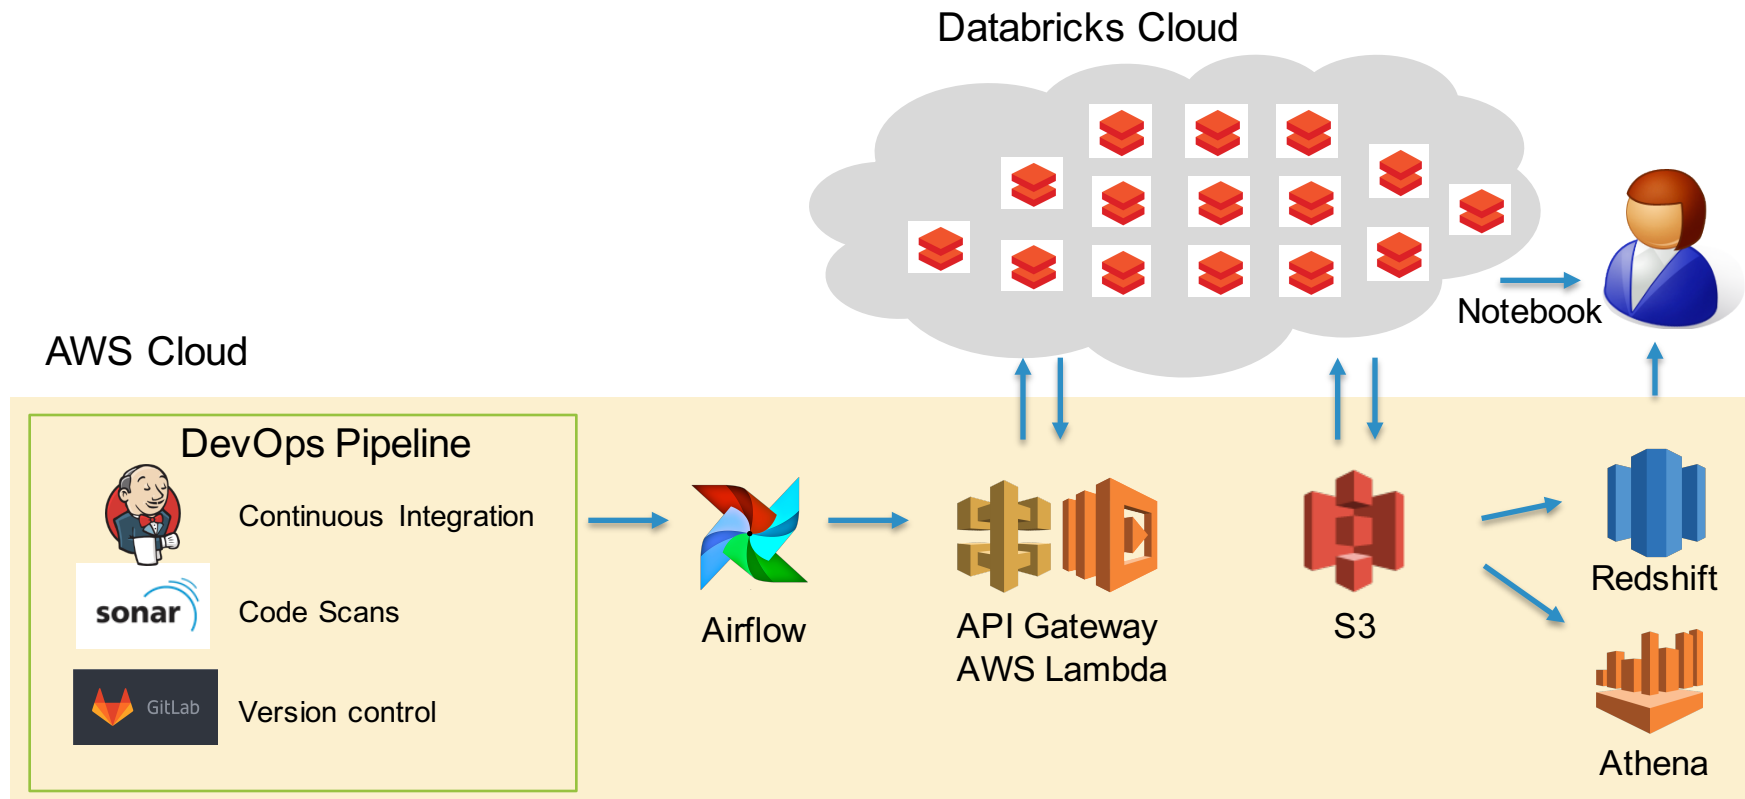 Databricks Cloud
Notebook
AWS Cloud
DevOps Pipeline
Continuous Integration
sonar
Code Scans
GitLab
Version control
Airflow
API Gateway
AWS Lambda
S3
Redshift
Athena